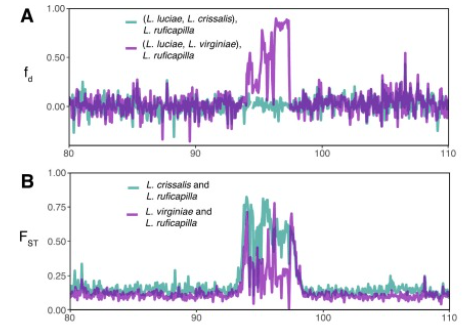 A
(L. luciae, L. crissalis),
L. ruficapilla
(L. luciae, L. virginiae),
L. ruficapilla
1.00
0.50
0.00
fd
80
90
100
110
B
L. crissalis and
L. ruficapilla
L. virginiae and
L. ruficapilla
1.00
0.75
0.50
0.25
0.00
FST
80
90
100
110